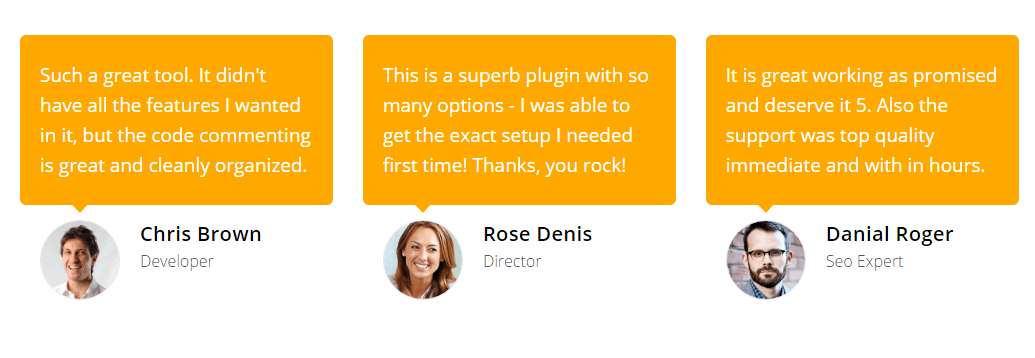 Such a great tool. It didn't
have all the features I wanted
in it, but the code commenting
is great and cleanly organized.
Chris Brown
Developer
This is a superb plugin with so
many options - I was able to
get the exact setup I needed
first time! Thanks, you rock!
Rose Denis
Director
It is great working as promised
and deserve it 5. Also the
support was top quality
immediate and with in hours.
Danial Roger
Seo Expert